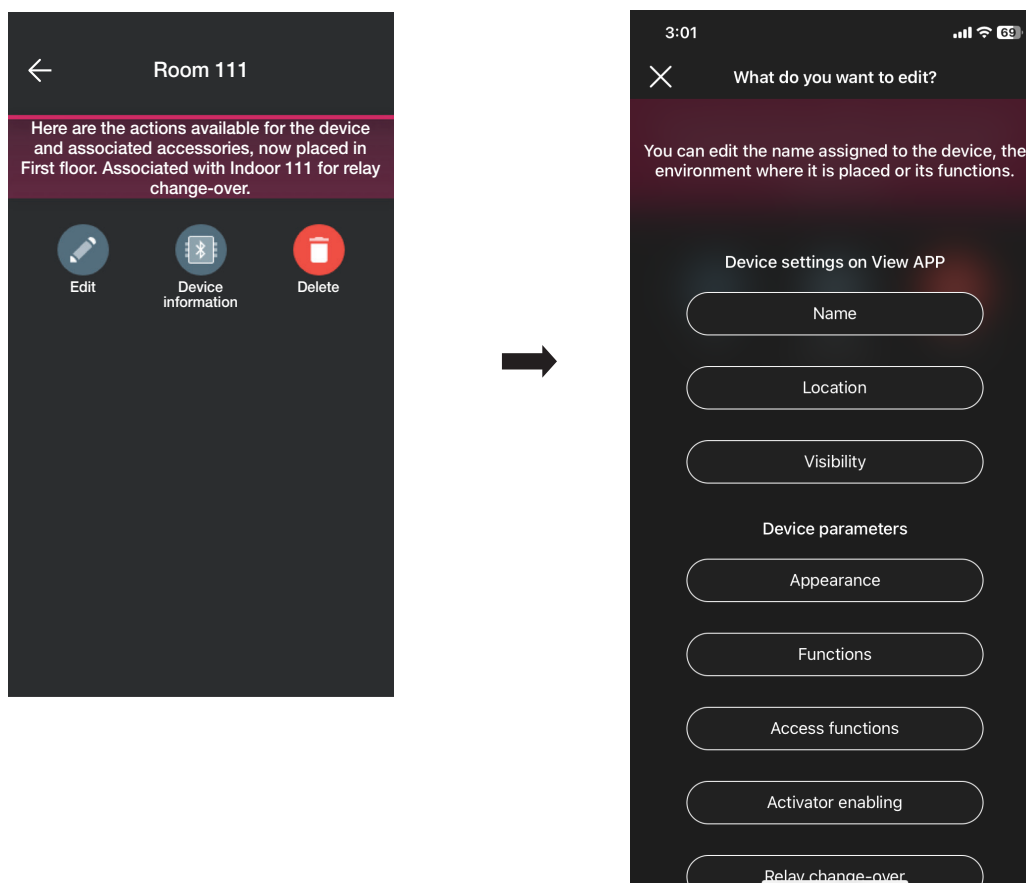 Room 111
Here are the actions available for the device
and associated accessories, now placed in
First floor. Associated with Indoor 111 for relay
change-over.
Edit
Device
information
Delete
3:01
69
What do you want to edit?
You can edit the name assigned to the device, the
environment where it is placed or its functions.
Device settings on View APP
Name
Location
Visibility
Device parameters
Appearance
Functions
Access functions
Activator enabling
Relay change-over